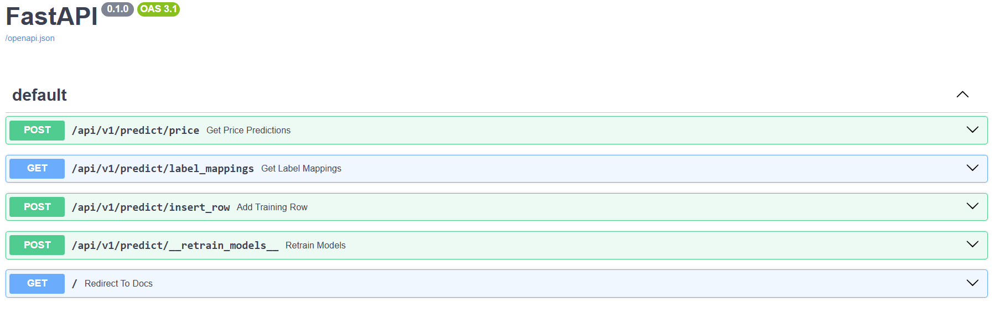 FastAPI 0.1.0 OAS 3.1
/openapi.json
default
POST /api/v1/predict/price Get Price Predictions
GET /api/v1/predict/label_mappings Get Label Mappings
POST /api/v1/predict/insert_row Add Training Row
POST /api/v1/predict/__retrain_models__ Retrain Models
GET / Redirect To Docs